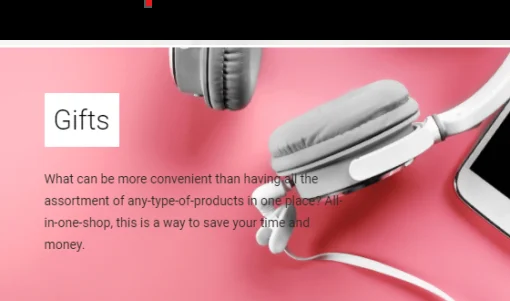 Gifts
What can be more convenient than having all the
assortment of any-type-of-products in one place? All-
in-one-shop, this is a way to save your time and
money.